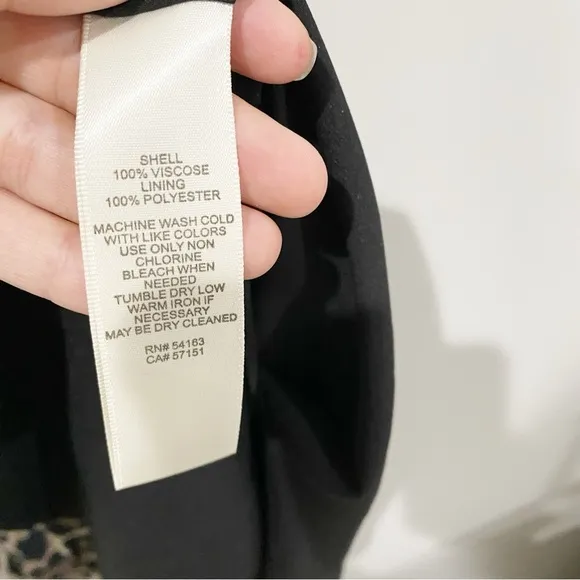 SHELL
100% VISCOSE
LINING
100% POLYESTER
MACHINE WASH COLD
WITH LIKE COLORS
USE ONLY NON
CHLORINE
BLEACH WHEN
NEEDED
TUMBLE DRY LOW
WARM IRON IF
NECESSARY
MAY BE DRY CLEANED
RN# 54163
CA# 57151